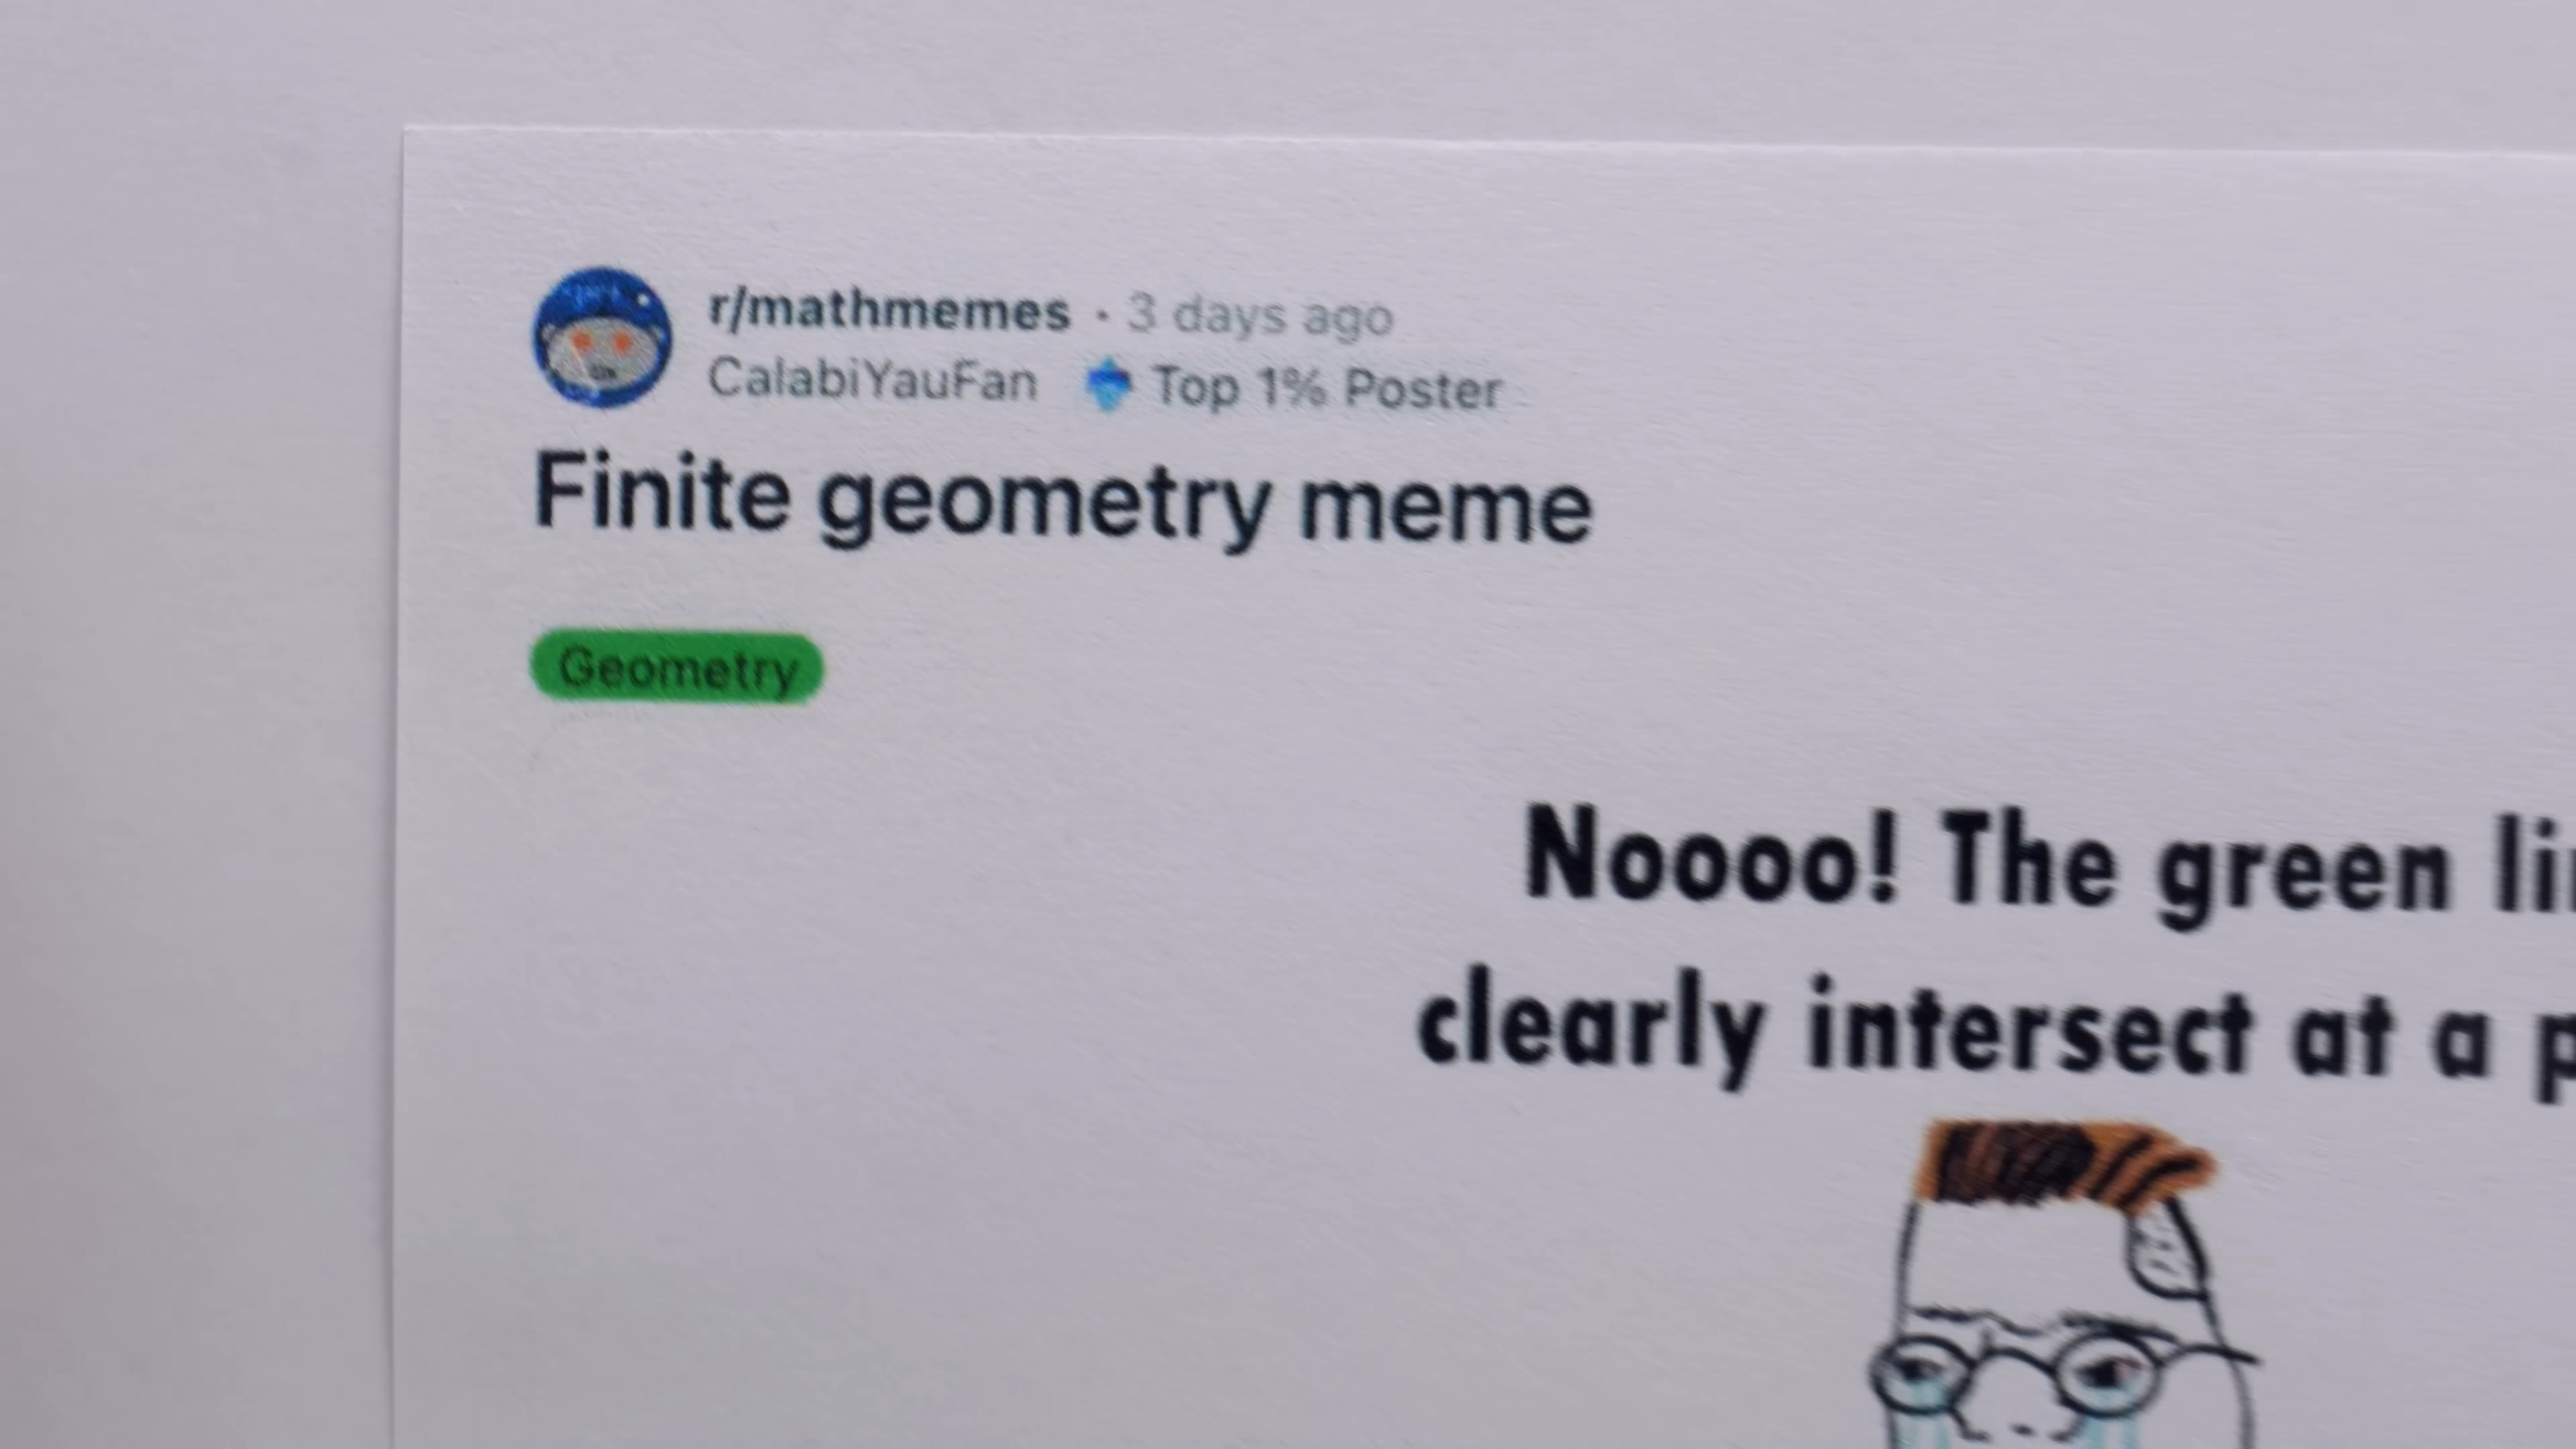 r/mathmemes · 3 days ago
CalabiYauFan Top 1% Poster
Finite geometry meme
Geometry
Noooo! The green
clearly intersect at a